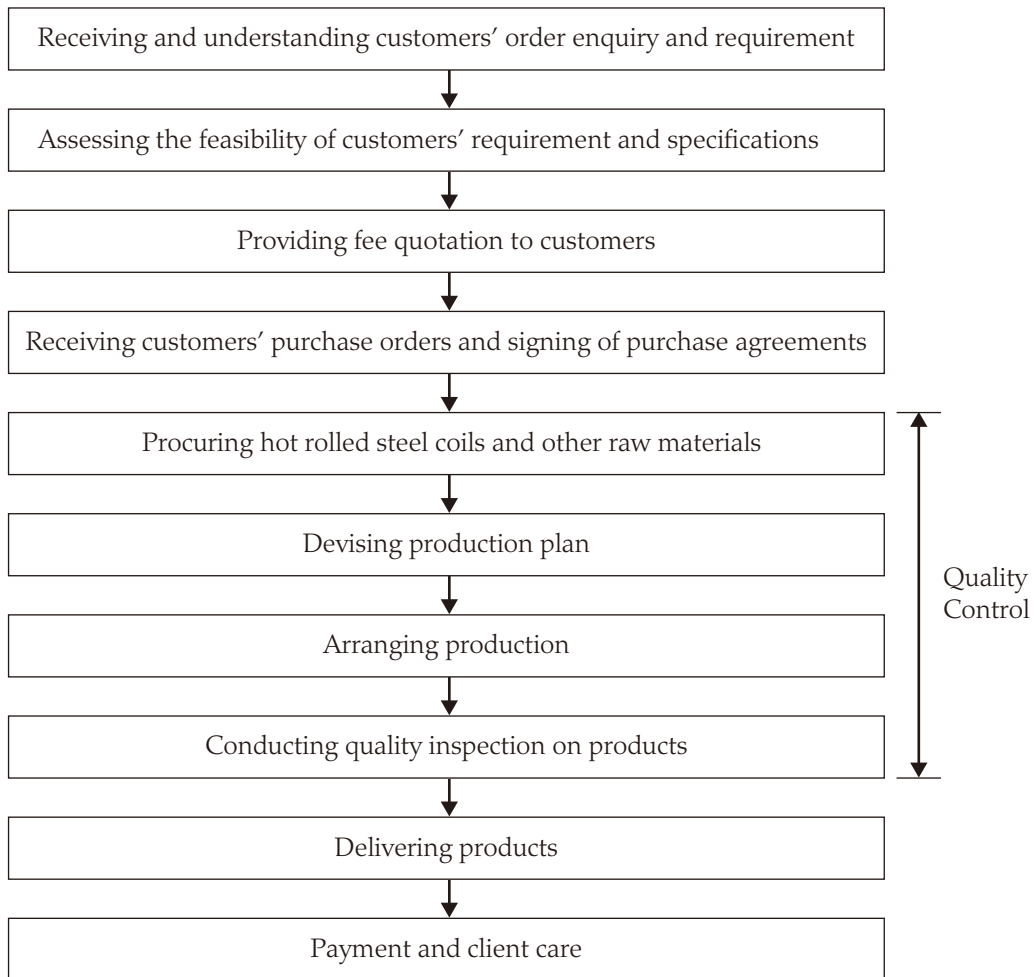 Receiving and understanding customers’ order enquiry and requirement
Assessing the feasibility of customers’ requirement and specifications
Providing fee quotation to customers
Receiving customers’ purchase orders and signing of purchase agreements
Procuring hot rolled steel coils and other raw materials
Devising production plan
Arranging production
Conducting quality inspection on products
Delivering products
Payment and client care
Quality
Control